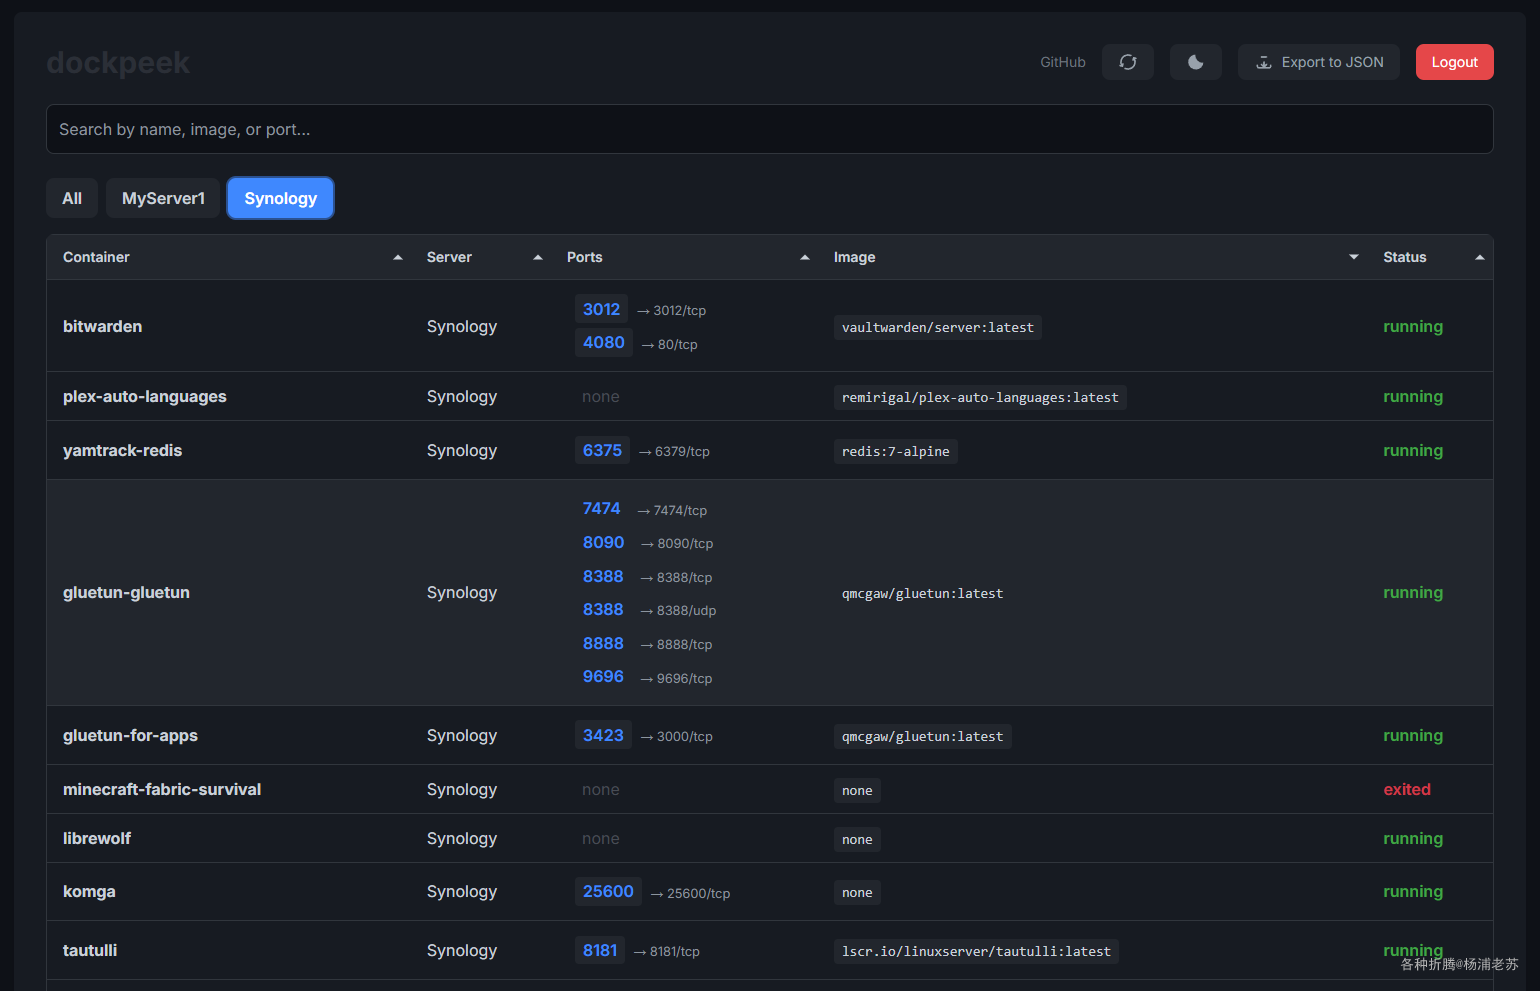 dockpeek
GitHub
Export to JSON
Logout
Search by name, image, or port...
All MyServer1 Synology
Container Server Ports Image Status
bitwarden Synology 3012 → 3012/tcp vaultwarden/server:latest running
4080 → 80/tcp
plex-auto-languages Synology none remirigal/plex-auto-languages:latest running
yamtrack-redis Synology 6375 → 6379/tcp redis:7-alpine running
gluetun-gluetun Synology 7474 → 7474/tcp qmcgaw/gluetun:latest running
8090 → 8090/tcp
8388 → 8388/tcp
8388 → 8388/udp
8888 → 8888/tcp
9696 → 9696/tcp
gluetun-for-apps Synology 3423 → 3000/tcp qmcgaw/gluetun:latest running
minecraft-fabric-survival Synology none none exited
librewolf Synology none none running
komga Synology 25600 → 25600/tcp none running
tautulli Synology 8181 → 8181/tcp lscr.io/linuxserver/tautulli:latest running
各种折腾@杨浦老苏